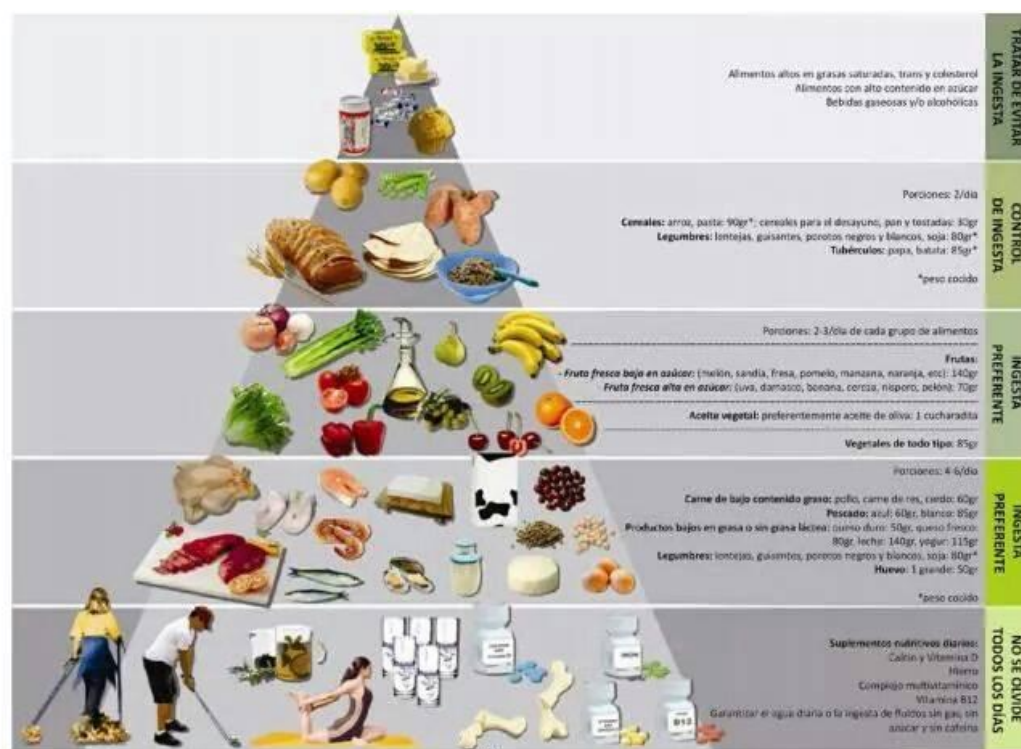 TRATAR DE EVITAR
LA INGESTA
Alimentos altos en grasas saturadas, trans y colesterol
Alimentos con alto contenido en azúcar
Bebidas gaseosas y/o alcohólicas
CONTROL
DE INGESTA
Porciones: 2/día
Cereales: arroz, pasta: 90gr*; cereales para el desayuno, pan y tostadas: 30gr
Legumbres: lentejas, guisantes, porotos negros y blancos, soja: 80gr*
Tubérculos: papa, batata: 85gr*
*peso cocido
INGESTA
PREFERENTE
Porciones: 2-3/día de cada grupo de alimentos
Frutas:
- Fruta fresca baja en azúcar: (melón, sandía, fresa, pomelo, manzana, naranja, etc): 140gr
Fruta fresca alta en azúcar: (uva, damasco, banana, cereza, níspero, pelón): 70gr
Aceite vegetal: preferentemente aceite de oliva: 1 cucharadita
Vegetales de todo tipo: 85gr
INGESTA
PREFERENTE
Porciones: 4-6/día
Carne de bajo contenido graso: pollo, carne de res, cerdo: 60gr
Pescado: azul: 60gr, blanco: 85gr
Productos bajos en grasa o sin grasa láctea: queso duro: 50gr, queso fresco:
80gr, leche: 140gr, yogur: 115gr
Legumbres: lentejas, guisantes, porotos negros y blancos, soja: 80gr*
Huevo: 1 grande: 50gr
*peso cocido
NO SE OLVIDE
TODOS LOS DÍAS
Suplementos nutritivos diarios:
Calcio y Vitamina D
Hierro
Complejo multivitamínico
Vitamina B12
Garantizar el agua diaria o la ingesta de fluidos sin gas, sin
azúcar y sin cafeína
IRON
B12